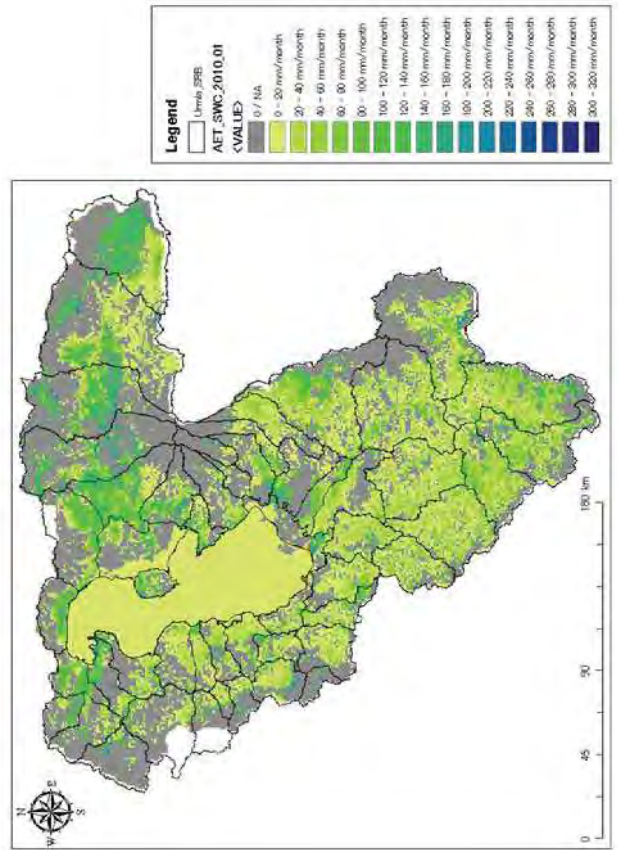 Legend
Urmia_SRB
AET_SWC_2010_01
<VALUE>
0 / NA
0 - 20 mm/month
20 - 40 mm/month
40 - 60 mm/month
60 - 80 mm/month
80 - 100 mm/month
100 - 120 mm/month
120 - 140 mm/month
140 - 160 mm/month
160 - 180 mm/month
180 - 200 mm/month
200 - 220 mm/month
220 - 240 mm/month
240 - 260 mm/month
260 - 280 mm/month
280 - 300 mm/month
300 - 320 mm/month
N
W
E
S
0
45
90
180 km